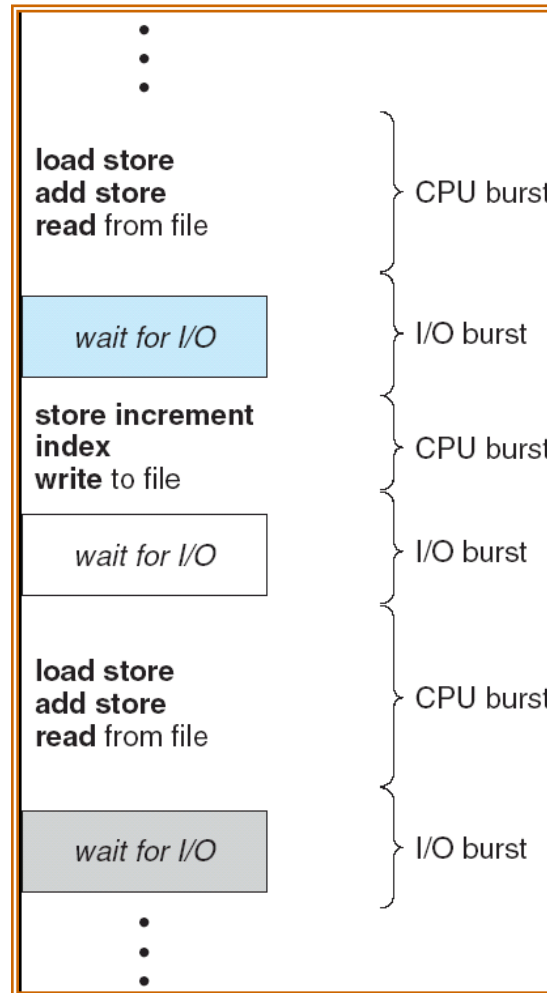 load store
add store
read from file
CPU burst
wait for I/O
I/O burst
store increment
index
write to file
CPU burst
wait for I/O
I/O burst
load store
add store
read from file
CPU burst
wait for I/O
I/O burst